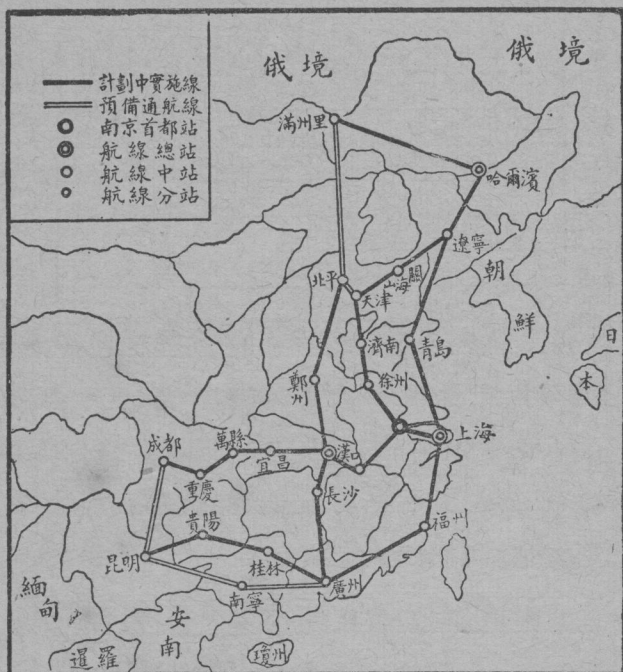 俄境
俄境
計劃中實施線
預備通航線
南京首都站
航線總站
航線中站
航線分站
滿州里
哈爾濱
遼寧
朝鮮
北平
山海關
天津
濟南
青島
日本
鄭州
徐州
成都
萬縣
宜昌
漢口
上海
重慶
長沙
貴陽
福州
昆明
桂林
廣州
南寧
緬甸
安南
暹羅
瓊州